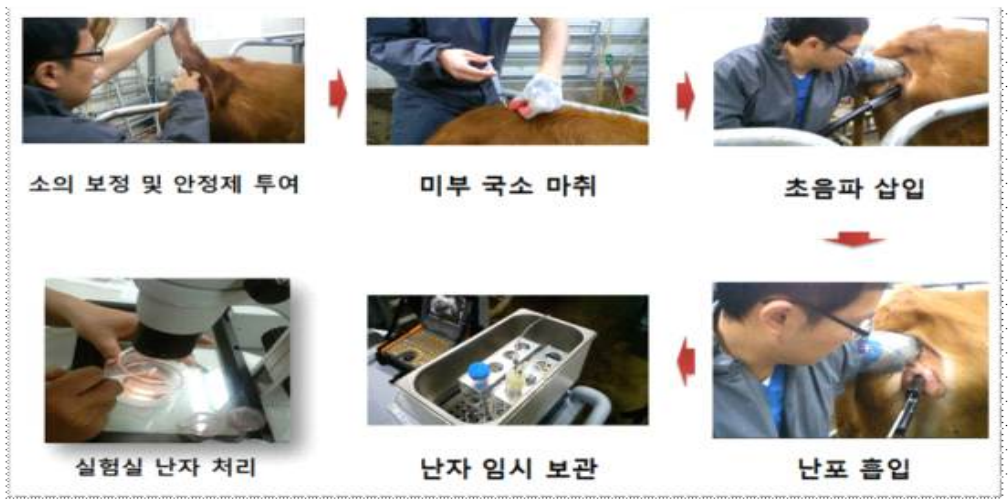 소의 보정 및 안정제 투여
미부 국소 마취
초음파 삽입
난포 흡입
난자 임시 보관
실험실 난자 처리